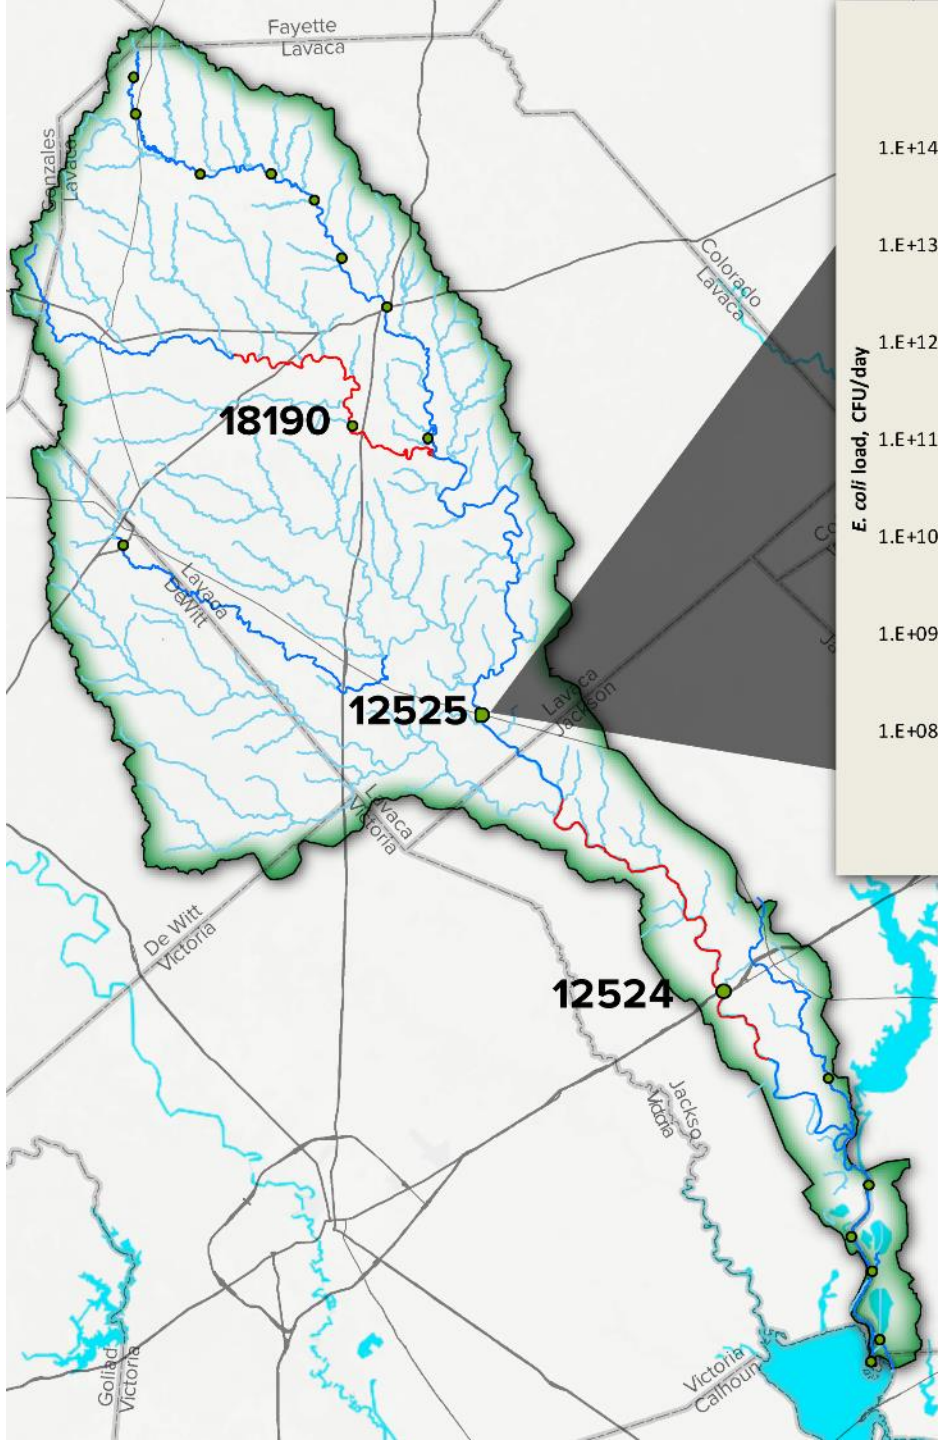 Fayette
Lavaca
Gonzales
Lavaca
Colorado
Lavaca
1.E+14
1.E+13
1.E+12
1.E+11
1.E+10
1.E+09
1.E+08
E. coli load, CFU/day
18190
Lavaca
DeWitt
12525
Lavaca
Jackson
Lavaca
Victoria
De Witt
Victoria
12524
Victoria
Goliad
Victoria
Victoria
Calhoun